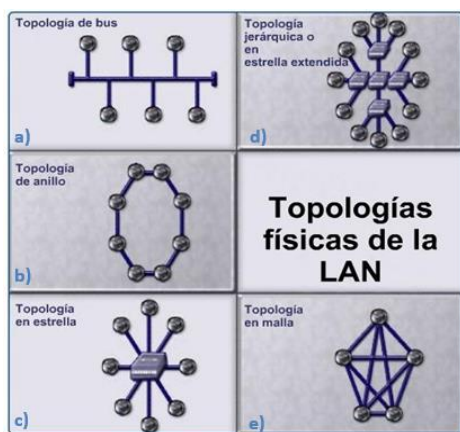 Topología de bus
a)
Topología
jerárquica o
en
estrella extendida
d)
Topología
de anillo
b)
Topologías
físicas de la
LAN
Topología
en estrella
c)
Topología
en malla
e)